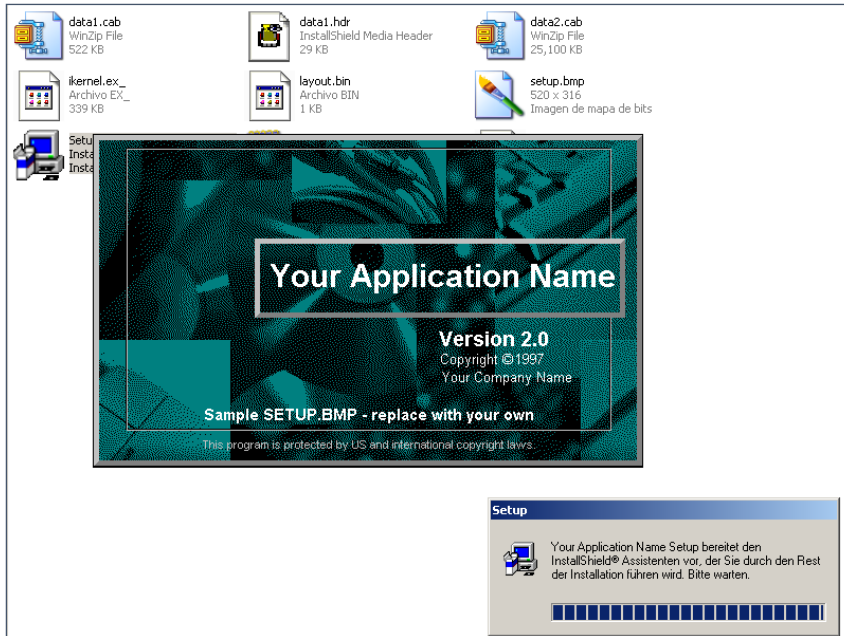 data1.cab
WinZip File
522 KB
data1.hdr
InstallShield Media Header
29 KB
data2.cab
WinZip File
25,100 KB
ikernel.ex_
Archivo EX_
339 KB
layout.bin
Archivo BIN
1 KB
setup.bmp
520 x 316
Imagen de mapa de bits
Your Application Name
Version 2.0
Copyright ©1997
Your Company Name
Sample SETUP.BMP - replace with your own
This program is protected by US and international copyright laws.
Setup
Your Application Name Setup bereitet den
InstallShield® Assistenten vor, der Sie durch den Rest
der Installation führen wird. Bitte warten.